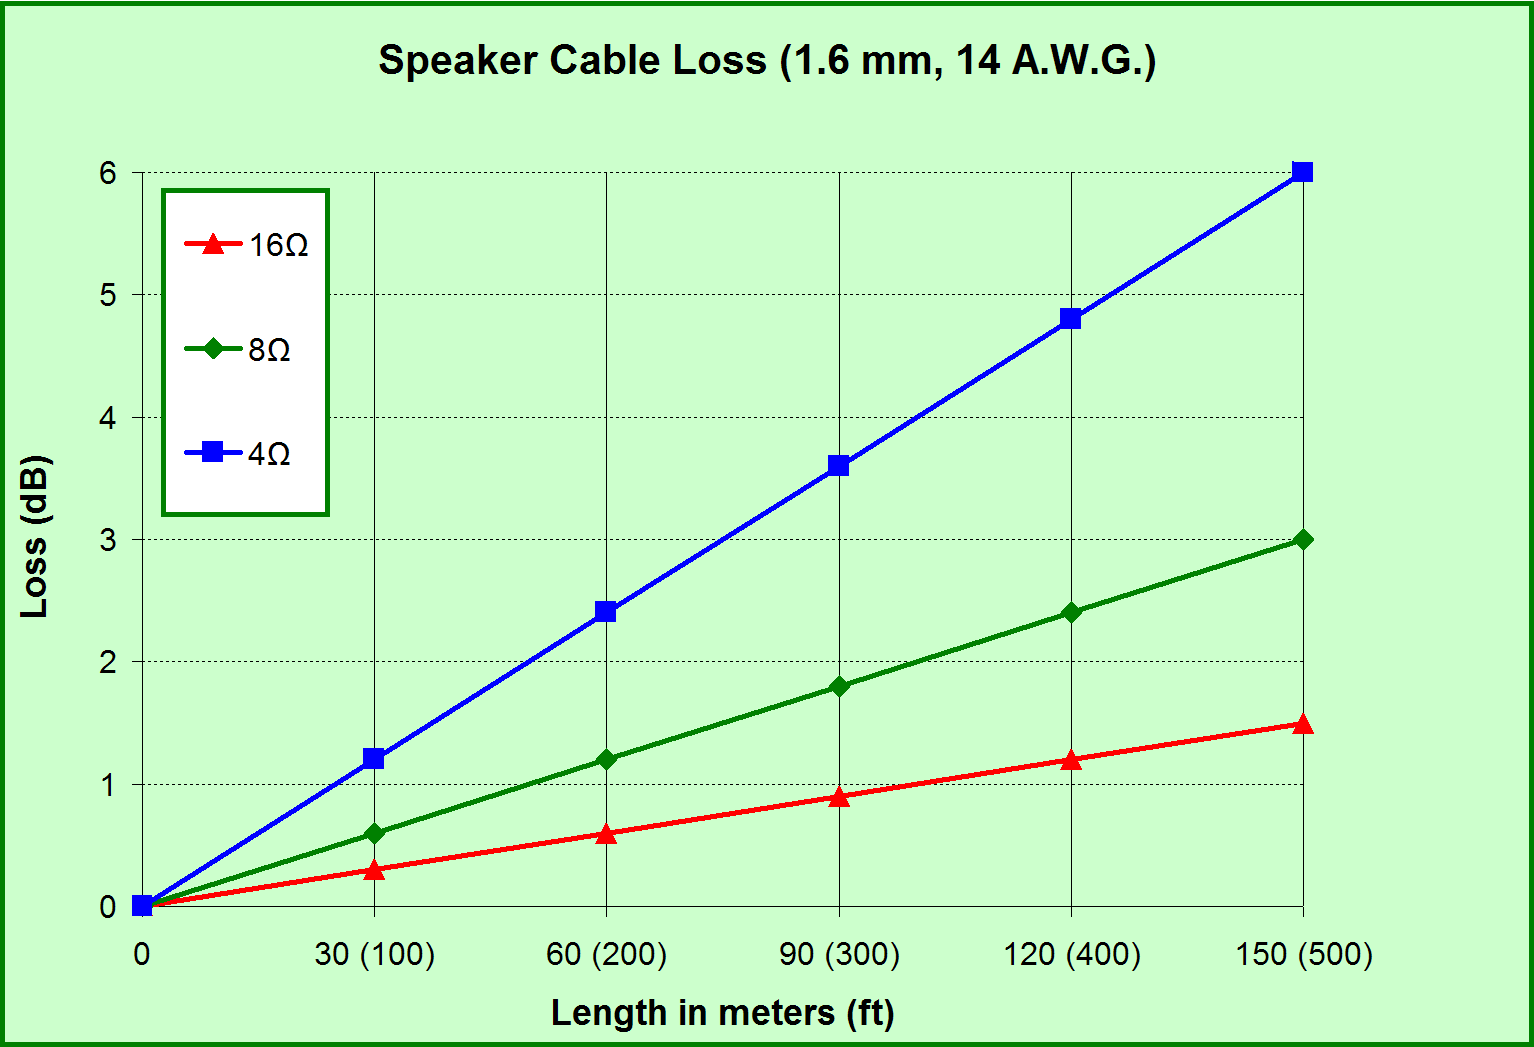 Speaker Cable Loss (1.6 mm, 14 A.W.G.)
6
5
4
3
2
1
0
16Ω
8Ω
4Ω
Loss (dB)
0 30 (100) 60 (200) 90 (300) 120 (400) 150 (500)
Length in meters (ft)